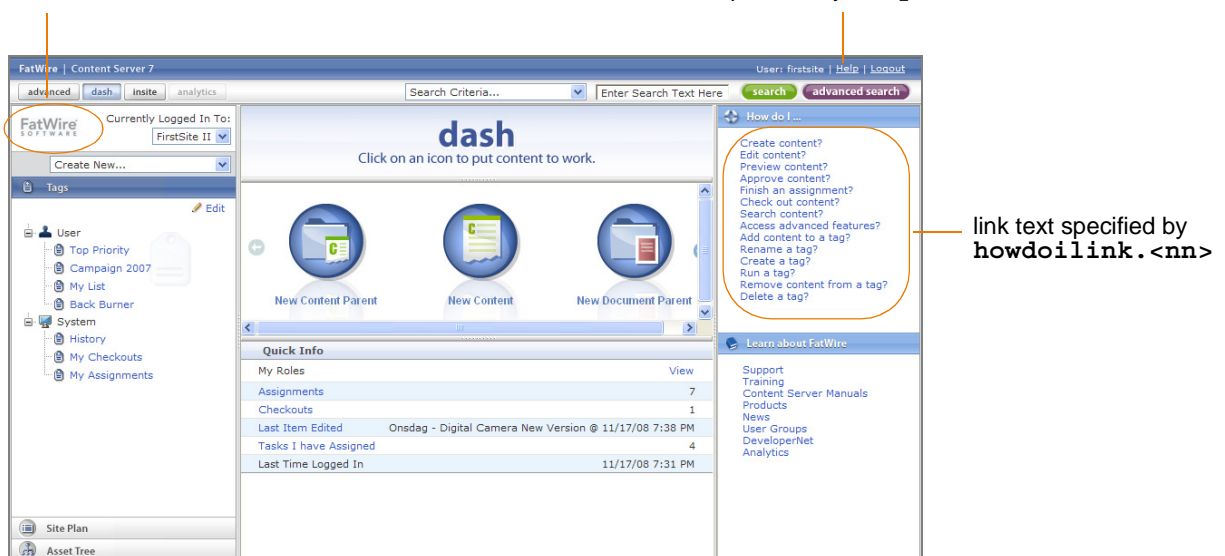 FatWire | Content Server 7
User: firstsite | Help | Logout
advanced dash insite analytics
Search Criteria... Enter Search Text Here search advanced search
FatWire SOFTWARE
Currently Logged In To:
FirstSite II
Create New...
Tags
Edit
User
Top Priority
Campaign 2007
My List
Back Burner
System
History
My Checkouts
My Assignments
Site Plan
Asset Tree
dash
Click on an icon to put content to work.
New Content Parent New Content New Document Parent
Quick Info
My Roles View
Assignments 7
Checkouts 1
Last Item Edited Onsdag - Digital Camera New Version @ 11/17/08 7:38 PM
Tasks I have Assigned 4
Last Time Logged In 11/17/08 7:31 PM
How do I ...
Create content?
Edit content?
Preview content?
Approve content?
Finish an assignment?
Check out content?
Search content?
Access advanced features?
Add content to a tag?
Rename a tag?
Create a tag?
Run a tag?
Remove content from a tag?
Delete a tag?
Learn about FatWire
Support
Training
Content Server Manuals
Products
News
User Groups
DeveloperNet
Analytics
link text specified by
howdoilink.<nn>